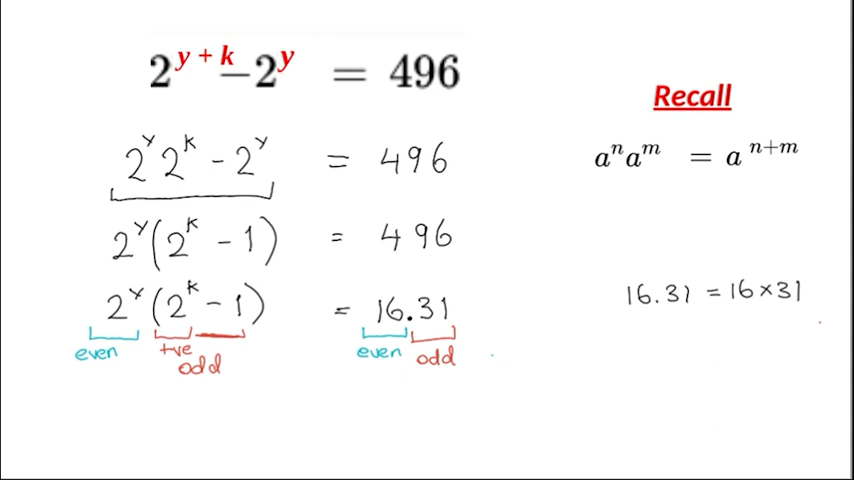 2^{y + k} - 2^y = 496
Recall
2^y 2^k - 2^y = 496
a^n a^m = a^{n+m}
2^y (2^k - 1) = 496
2^y (2^k - 1) = 16.31
16.31 = 16 × 31
even +ve odd even odd